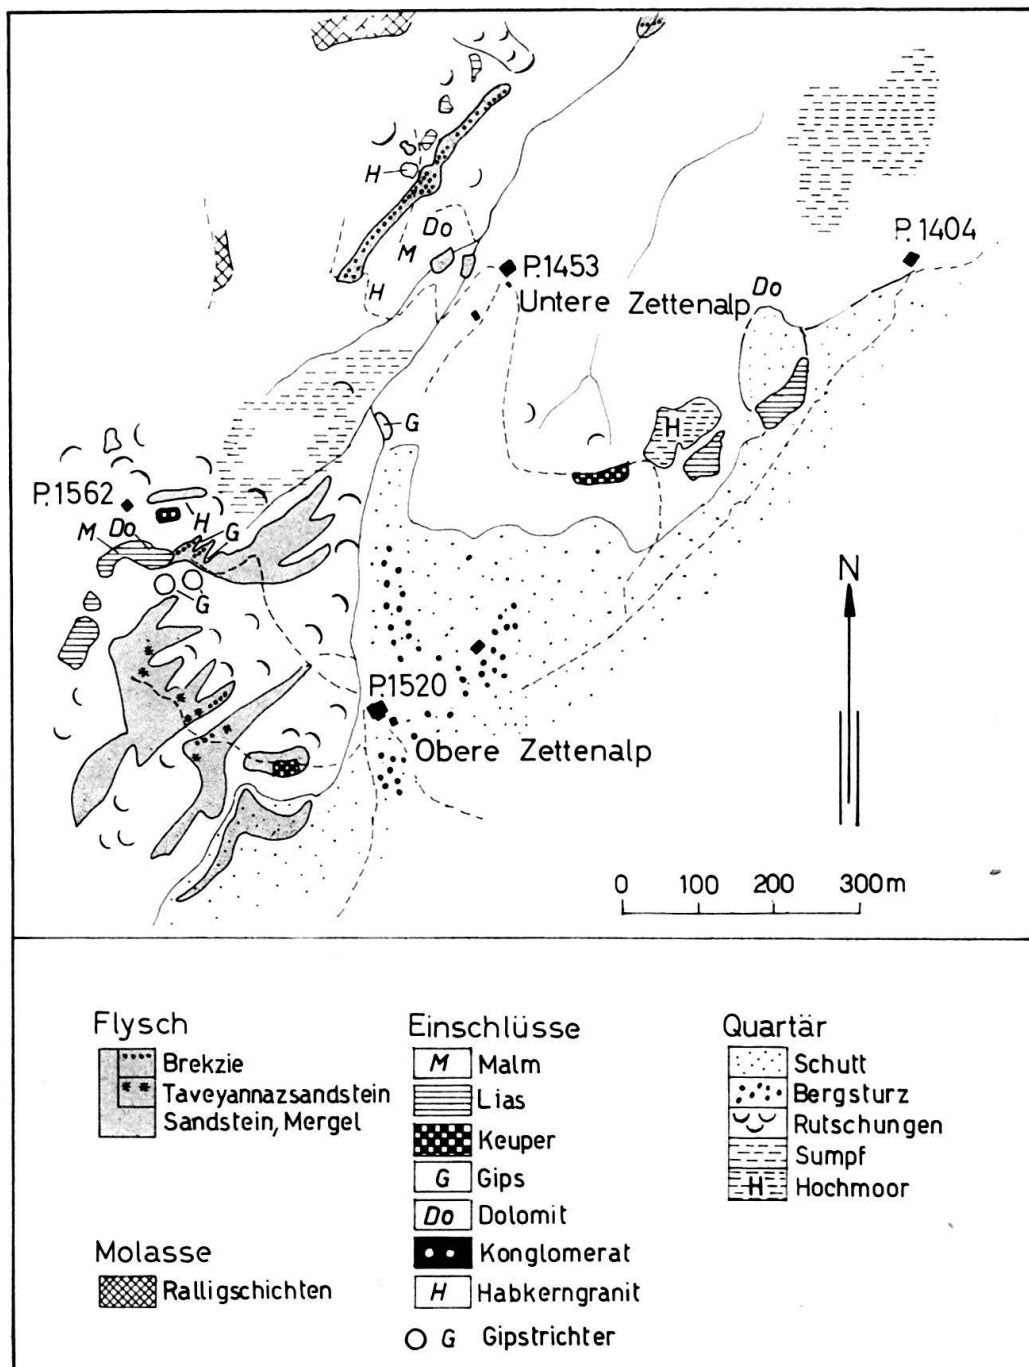 H
Do
M
H
P.1453
Untere Zettenalp
P. 1404
Do
G
H
P.1562
H
G
M
Do
G
P.1520
Obere Zettenalp
N
0 100 200 300m
Flysch
Brekzie
Taveyannazsandstein
Sandstein, Mergel
Molasse
Ralligschichten
Einschlüsse
M Malm
Lias
Keuper
G Gips
Do Dolomit
Konglomerat
H Habkerngranit
G Gipstrichter
Quartär
Schutt
Bergsturz
Rutschungen
Sumpf
H Hochmoor